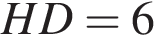 HD = 6